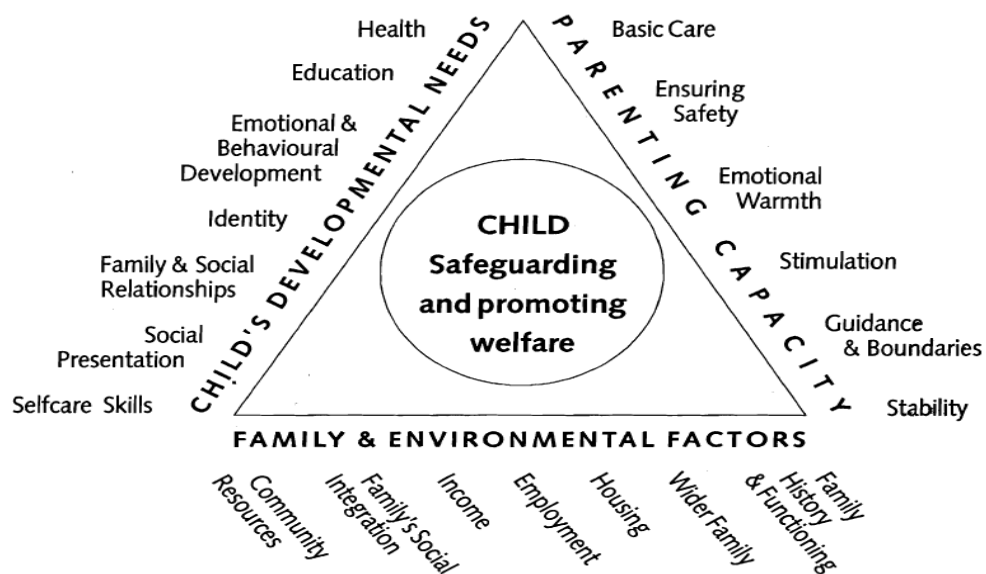 Health
Education
Emotional &
Behavioural
Development
Identity
Family & Social
Relationships
Social
Presentation
Selfcare Skills
CHILD'S DEVELOPMENTAL NEEDS
PARENTING CAPACITY
Basic Care
Ensuring
Safety
Emotional
Warmth
Stimulation
Guidance
& Boundaries
Stability
CHILD
Safeguarding
and promoting
welfare
FAMILY & ENVIRONMENTAL FACTORS
Community
Resources
Family's Social
Integration
Income
Employment
Housing
Wider Family
Family
History
& Functioning